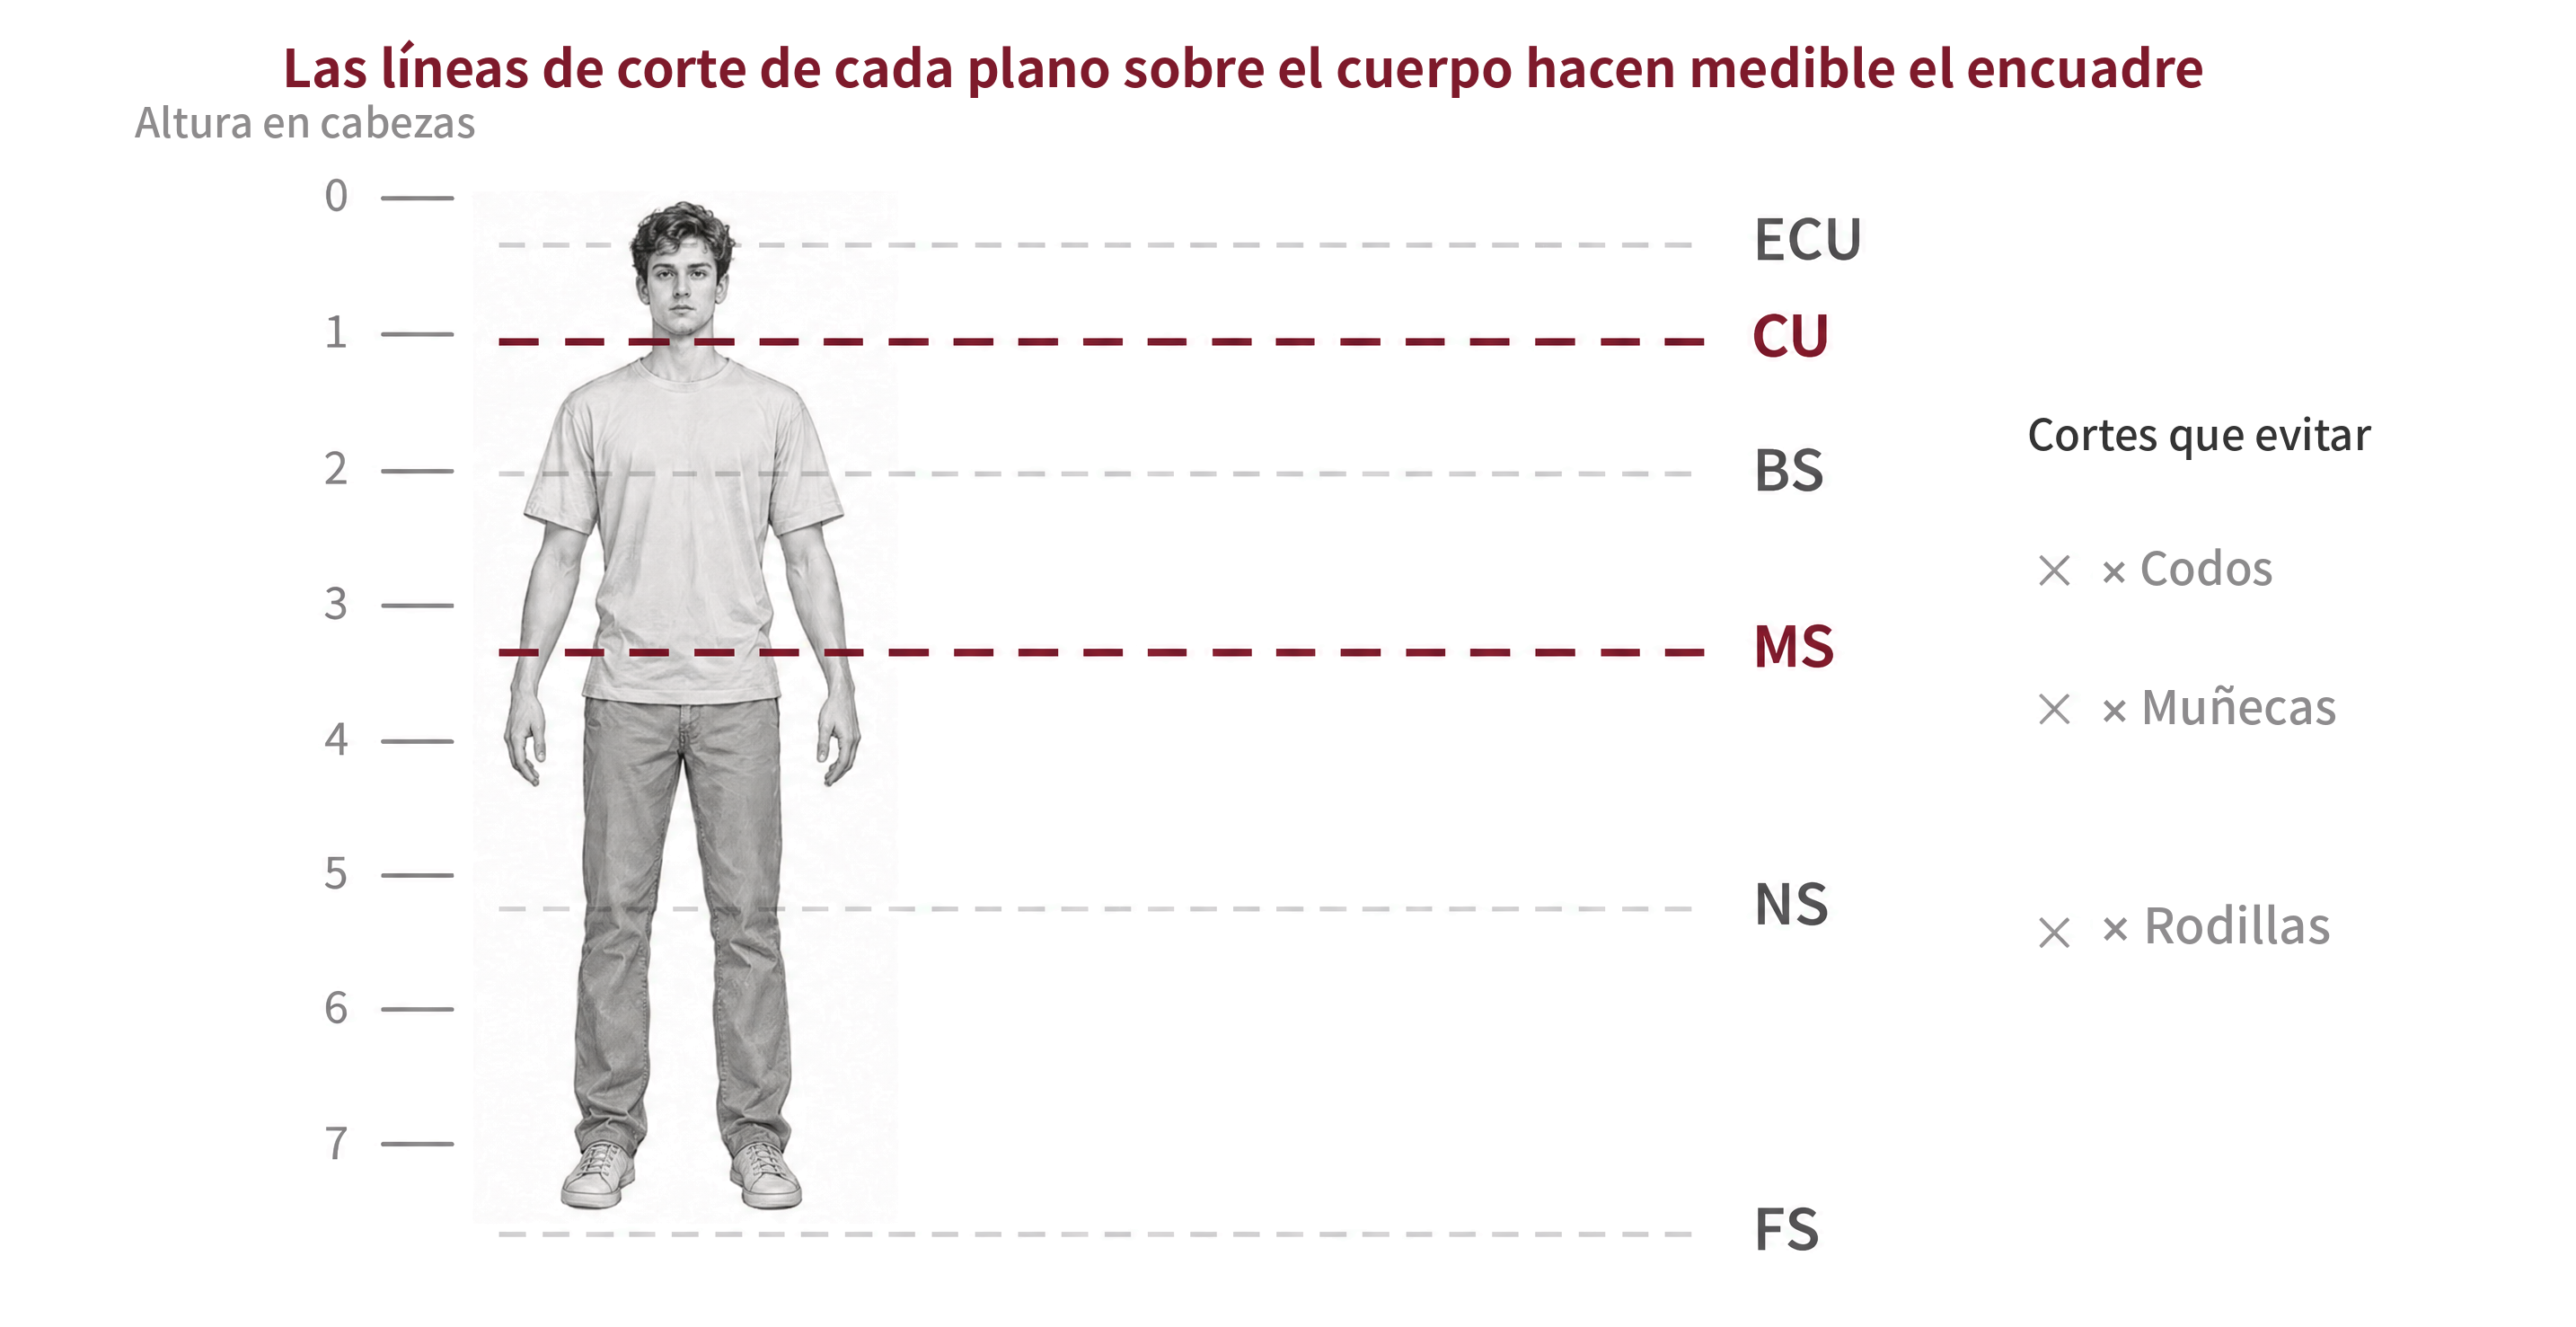 Las líneas de corte de cada plano sobre el cuerpo hacen medible el encuadre
Altura en cabezas
0
ECU
1
CU
Cortes que evitar
2
BS
× × Codos
3
MS
× × Muñecas
4
5
NS
× × Rodillas
6
7
FS